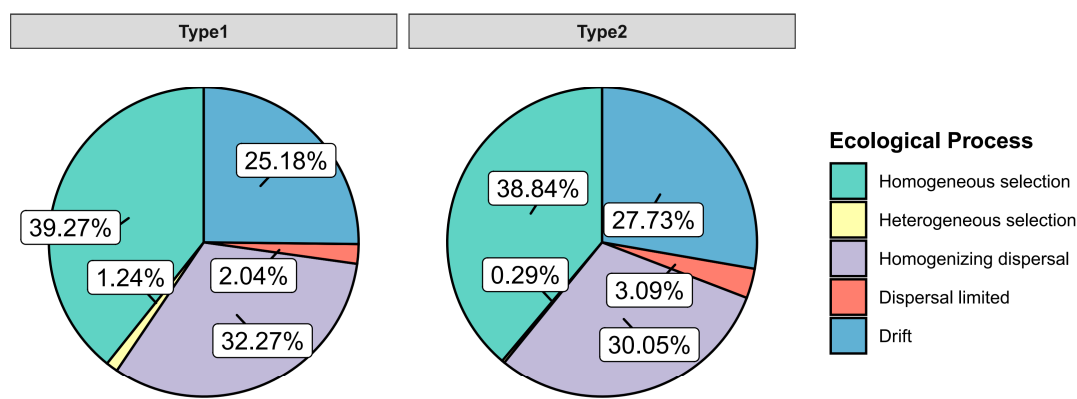 Type1
Type2
25.18%
39.27%
1.24%
2.04%
32.27%
38.84%
27.73%
0.29%
3.09%
30.05%
Ecological Process
Homogeneous selection
Heterogeneous selection
Homogenizing dispersal
Dispersal limited
Drift